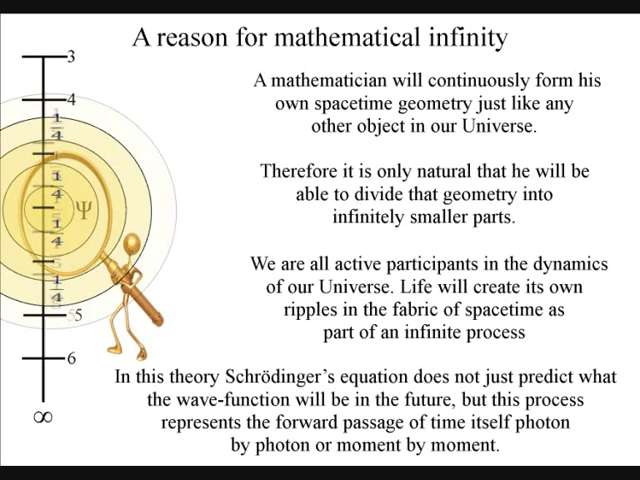 A reason for mathematical infinity
3
4
1
4
1
4
Ψ
1
4
1
4
5
6
∞
A mathematician will continuously form his
own spacetime geometry just like any
other object in our Universe.
Therefore it is only natural that he will be
able to divide that geometry into
infinitely smaller parts.
We are all active participants in the dynamics
of our Universe. Life will create its own
ripples in the fabric of spacetime as
part of an infinite process
In this theory Schrödinger's equation does not just predict what
the wave-function will be in the future, but this process
represents the forward passage of time itself photon
by photon or moment by moment.